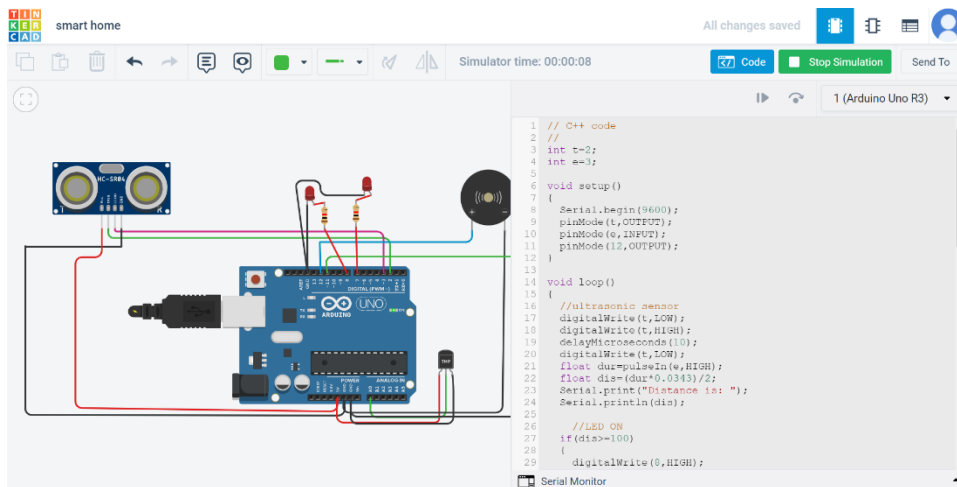 TIN
KER
CAD
smart home
All changes saved
Simulator time: 00:00:08
Code
Stop Simulation
Send To
1 (Arduino Uno R3)
HC-SR04
DIGITAL (PWM~)
UNO
ARDUINO
POWER
ANALOG IN
TMP
1 // C++ code
2 //
3 int t=2;
4 int e=3;
5
6 void setup()
7 {
8 Serial.begin(9600);
9 pinMode(t,OUTPUT);
10 pinMode(e,INPUT);
11 pinMode(12,OUTPUT);
12 }
13
14 void loop()
15 {
16 //ultrasonic sensor
17 digitalWrite(t,LOW);
18 digitalWrite(t,HIGH);
19 delayMicroseconds(10);
20 digitalWrite(t,LOW);
21 float dur=pulseIn(e,HIGH);
22 float dis=(dur*0.0343)/2;
23 Serial.print("Distance is: ");
24 Serial.println(dis);
25
26 //LED ON
27 if(dis>=100)
28 {
29 digitalWrite(8,HIGH);
Serial Monitor